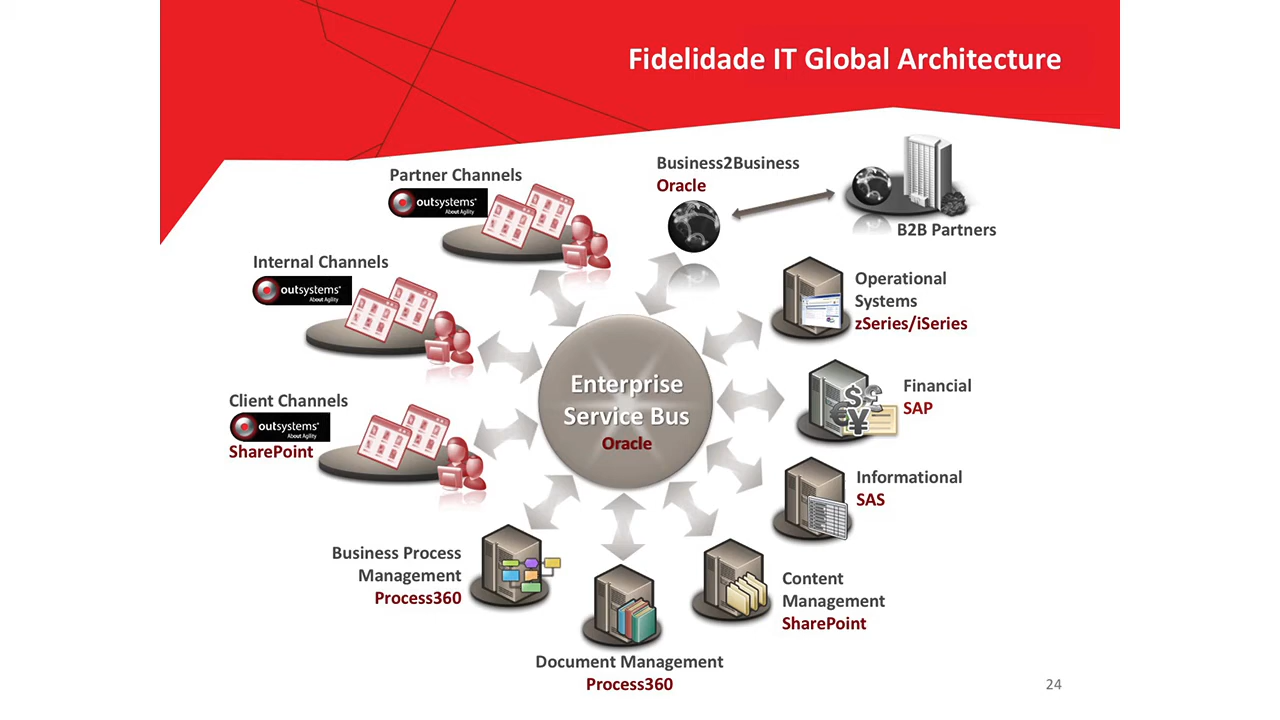 Fidelidade IT Global Architecture
Partner Channels
outsystems
About Agility
Business2Business
Oracle
B2B Partners
Internal Channels
outsystems
About Agility
Operational
Systems
zSeries/iSeries
Client Channels
outsystems
About Agility
SharePoint
Enterprise
Service Bus
Oracle
Financial
SAP
Informational
SAS
Business Process
Management
Process360
Content
Management
SharePoint
Document Management
Process360
24